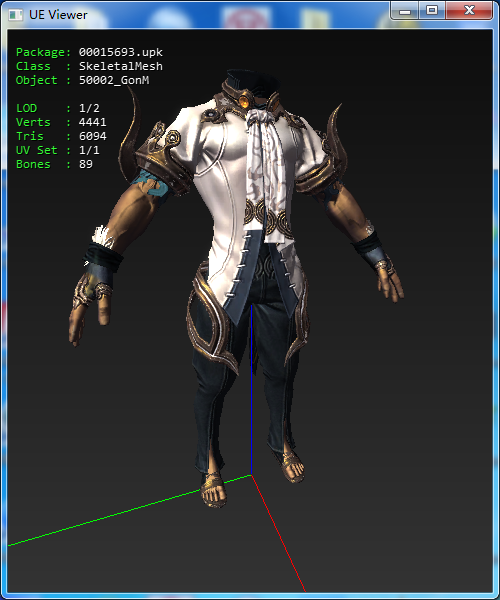 UE Viewer
Package: 00015693.upk
Class : SkeletalMesh
Object : 50002_GonM
LOD : 1/2
Verts : 4441
Tris : 6094
UV Set : 1/1
Bones : 89